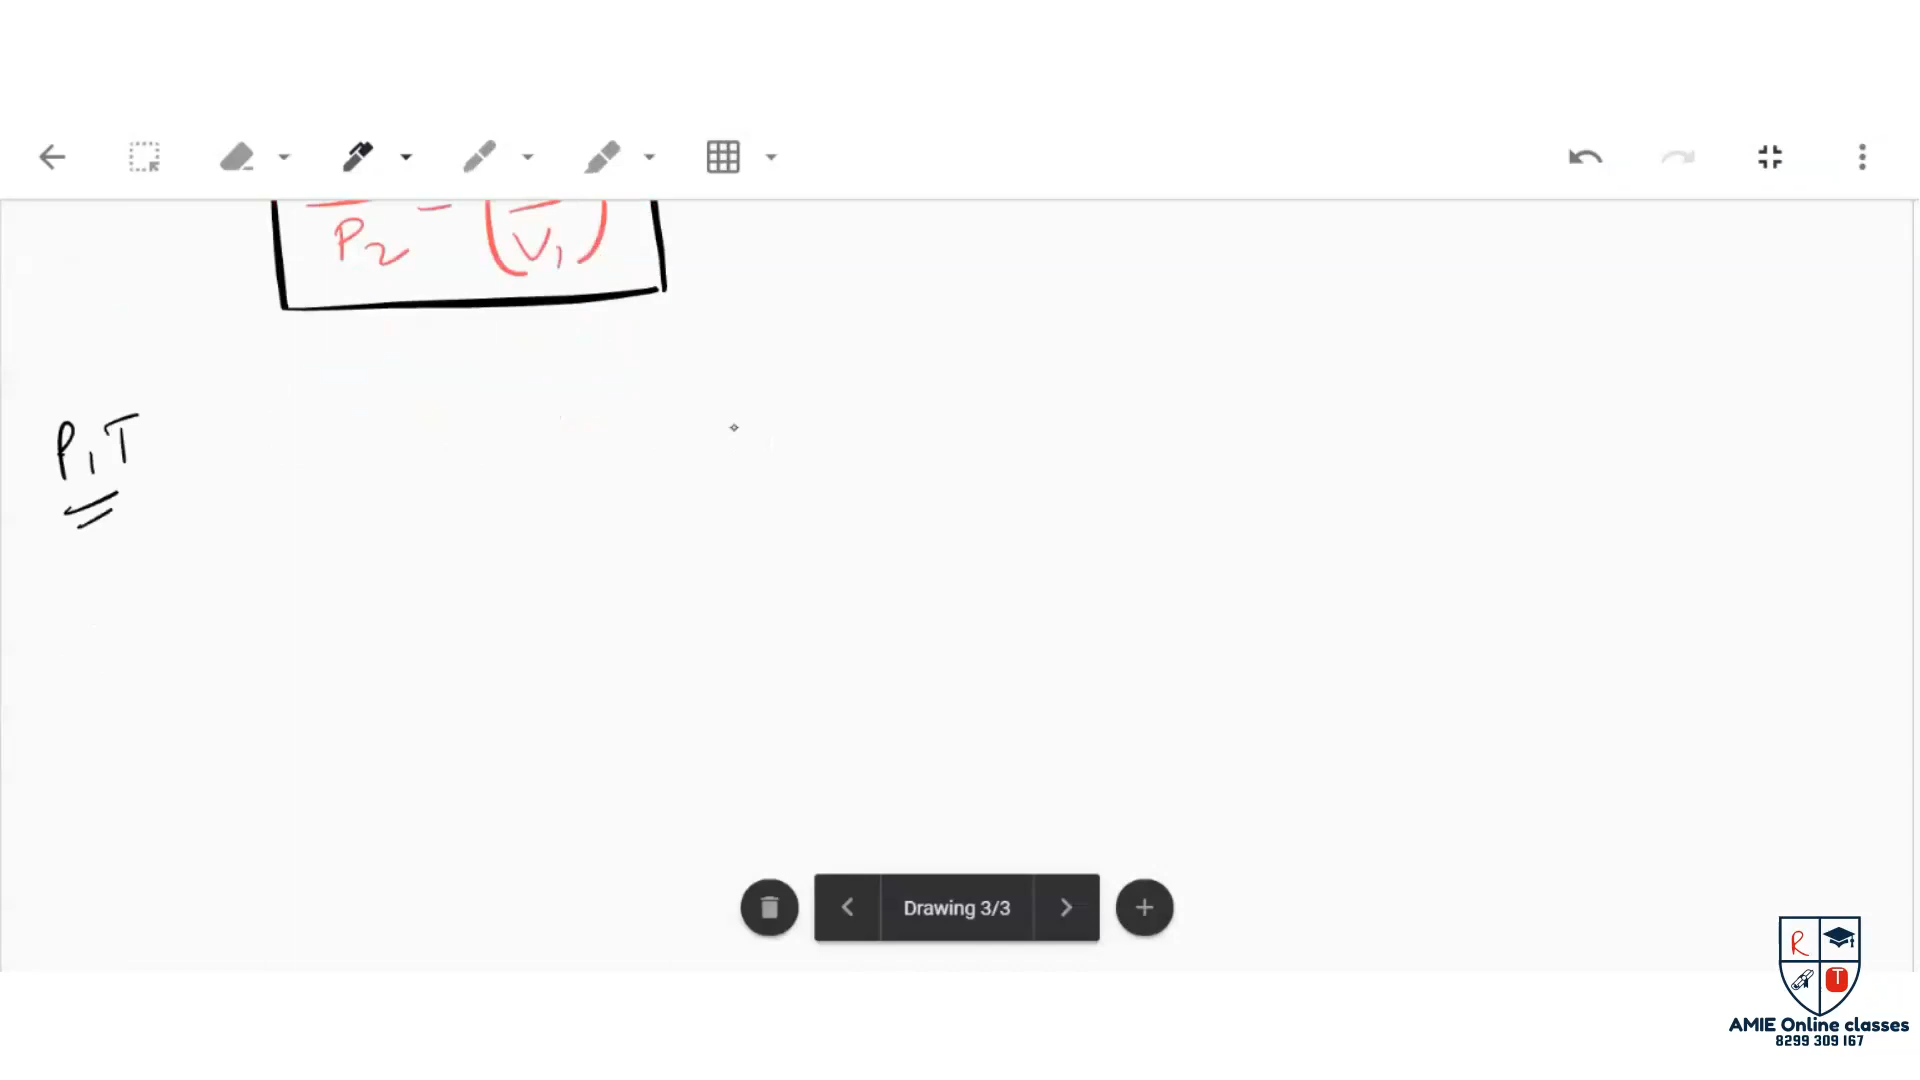 P2 = (V1)
P,T
Drawing 3/3
R
T
AMIE Online classes
8299 309 167